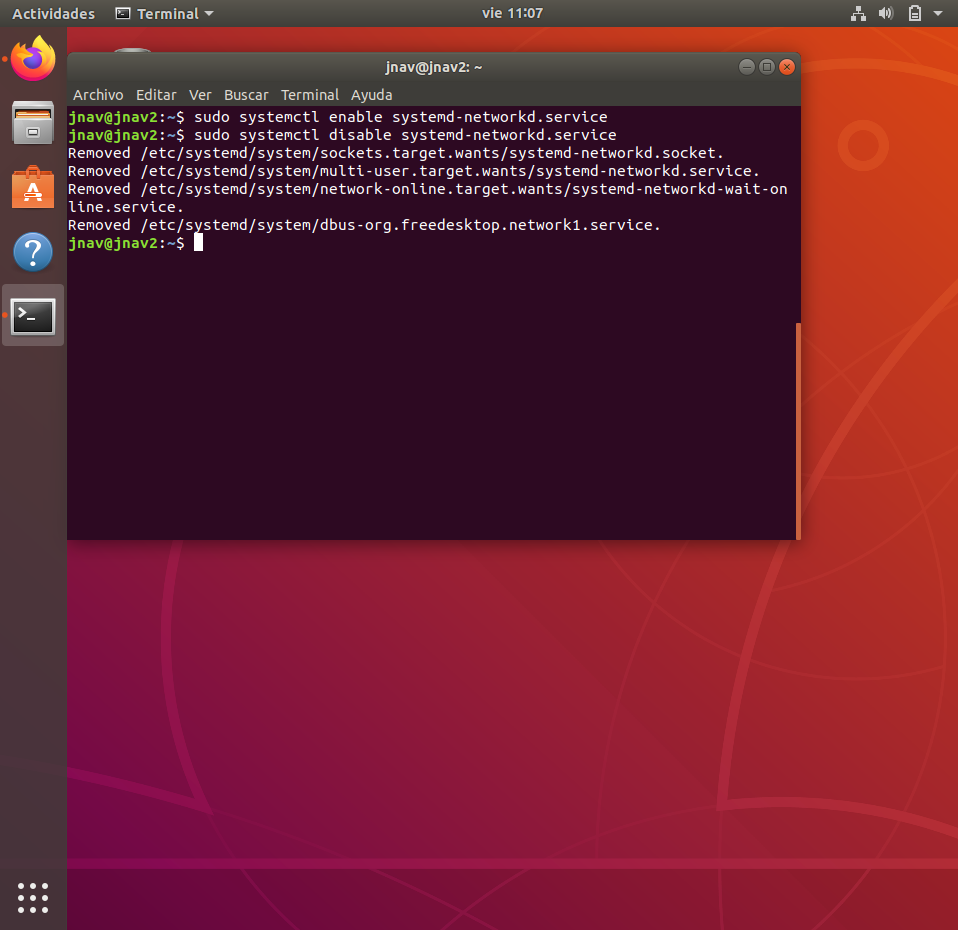 Actividades Terminal vie 11:07
jnav@jnav2: ~
Archivo Editar Ver Buscar Terminal Ayuda
jnav@jnav2:~$ sudo systemctl enable systemd-networkd.service
jnav@jnav2:~$ sudo systemctl disable systemd-networkd.service
Removed /etc/systemd/system/sockets.target.wants/systemd-networkd.socket.
Removed /etc/systemd/system/multi-user.target.wants/systemd-networkd.service.
Removed /etc/systemd/system/network-online.target.wants/systemd-networkd-wait-on
line.service.
Removed /etc/systemd/system/dbus-org.freedesktop.network1.service.
jnav@jnav2:~$